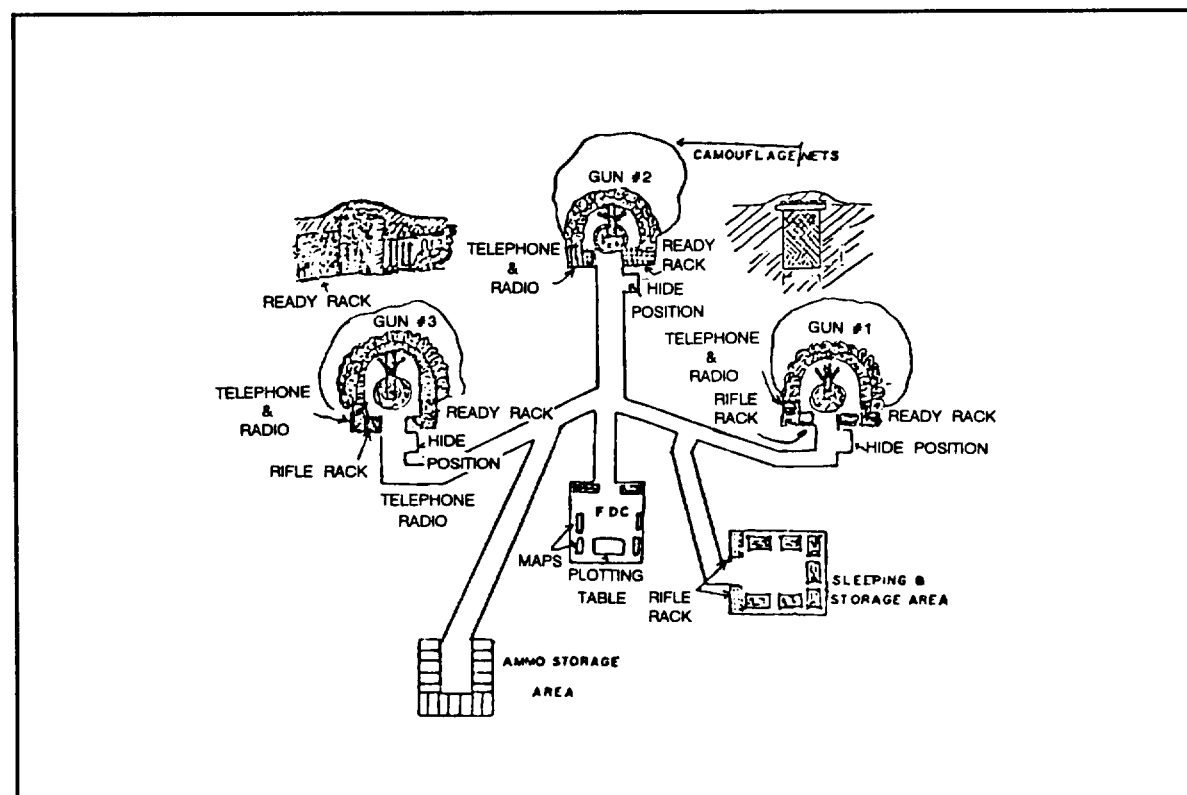 CAMOUFLAGE NETS
GUN #2
TELEPHONE
&
RADIO
READY
RACK
HIDE
POSITION
READY RACK
GUN #3
TELEPHONE
&
RADIO
READY RACK
HIDE
POSITION
RIFLE RACK
TELEPHONE
RADIO
GUN #1
TELEPHONE
&
RADIO
RIFLE
RACK
READY RACK
HIDE POSITION
FDC
MAPS
PLOTTING
TABLE
RIFLE
RACK
SLEEPING &
STORAGE AREA
AMMO STORAGE
AREA